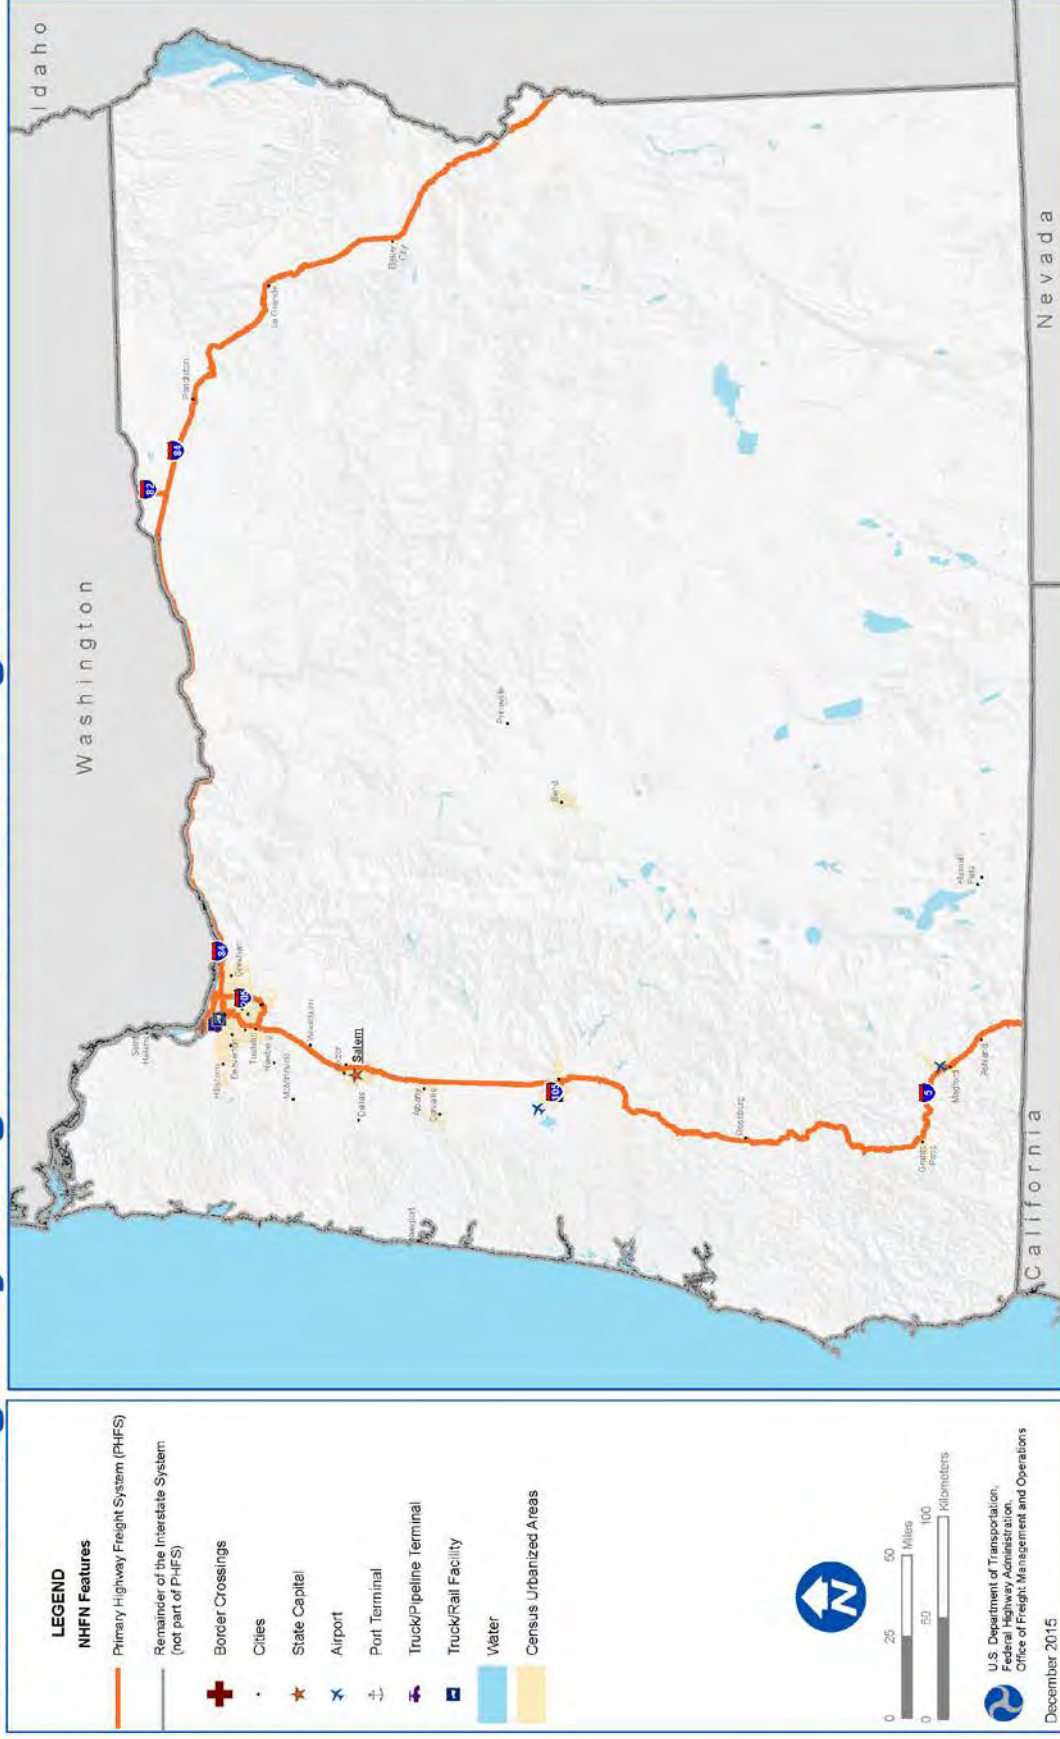 LEGEND
NHFN Features
Primary Highway Freight System (PHFS)
Remainder of the Interstate System
(not part of PHFS)
Border Crossings
Cities
State Capital
Airport
Port Terminal
Truck/Pipeline Terminal
Truck/Rail Facility
Water
Census Urbanized Areas
N
0 25 50
Miles
0 50 100
Kilometers
U.S. Department of Transportation,
Federal Highway Administration,
Office of Freight Management and Operations
December 2015
Washington
Idaho
California
Nevada
Saint
Helens
Hillsboro
Beaverton
Tualatin
Newberg
McMinnville
Gresham
Woodburn
Salem
Dallas
Albany
Corvallis
Newport
Roseburg
Grants
Pass
Medford
Ashland
Klamath
Falls
Bend
Prineville
Pendleton
La Grande
Baker
City
84
205
82
84
105
5